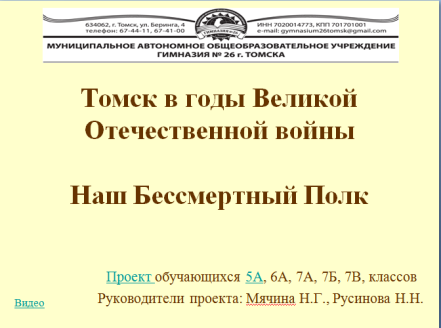 634062, г. Томск, ул. Беринга, 4
телефон: 67-44-11, 67-41-00
ИНН 7020014773, КПП 701701001
e-mail: gymnasium26tomsk@gmail.com
МУНИЦИПАЛЬНОЕ АВТОНОМНОЕ ОБЩЕОБРАЗОВАТЕЛЬНОЕ УЧРЕЖДЕНИЕ
ГИМНАЗИЯ № 26 г. ТОМСКА
Томск в годы Великой
Отечественной войны
Наш Бессмертный Полк
Проект обучающихся 5А, 6А, 7А, 7Б, 7В, классов
Руководители проекта: Мячина Н.Г., Русинова Н.Н.
Видео